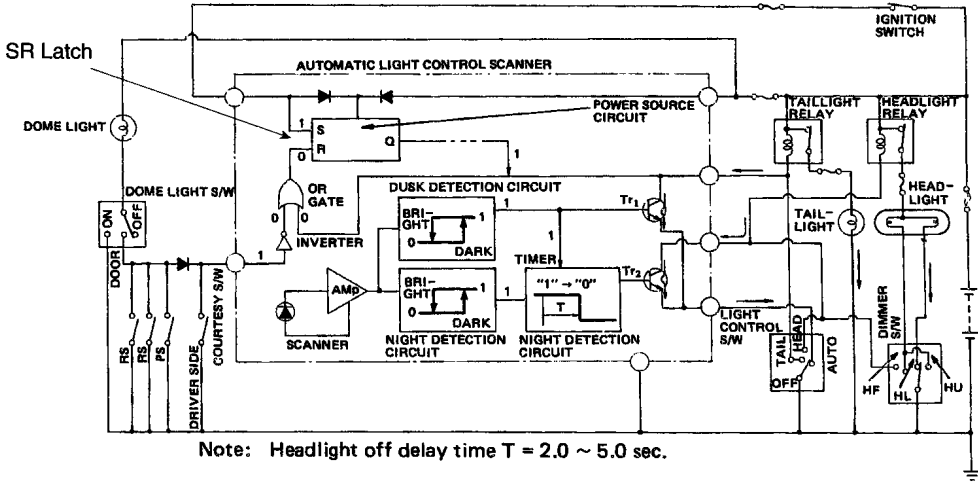 IGNITION
SWITCH
SR Latch
AUTOMATIC LIGHT CONTROL SCANNER
POWER SOURCE
CIRCUIT
TAILLIGHT
RELAY
HEADLIGHT
RELAY
DOME LIGHT
1
S
R
Q
0
1
OR
GATE
DUSK DETECTION CIRCUIT
DOME LIGHT S/W
ON
OFF
DOOR
0
0
INVERTER
1
BRI-
GHT
1
0
DARK
1
Tr1
TAIL-
LIGHT
HEAD-
LIGHT
1
TIMER
Tr2
AMp
BRI-
GHT
1
0
DARK
1
"1" → "0"
T
SCANNER
NIGHT DETECTION
CIRCUIT
NIGHT DETECTION
CIRCUIT
LIGHT
CONTROL
S/W
TAIL
HEAD
AUTO
OFF
DIMMER
S/W
HF
HL
HU
RS
RS
PS
DRIVER SIDE
COURTESY S/W
Note: Headlight off delay time T = 2.0 ~ 5.0 sec.